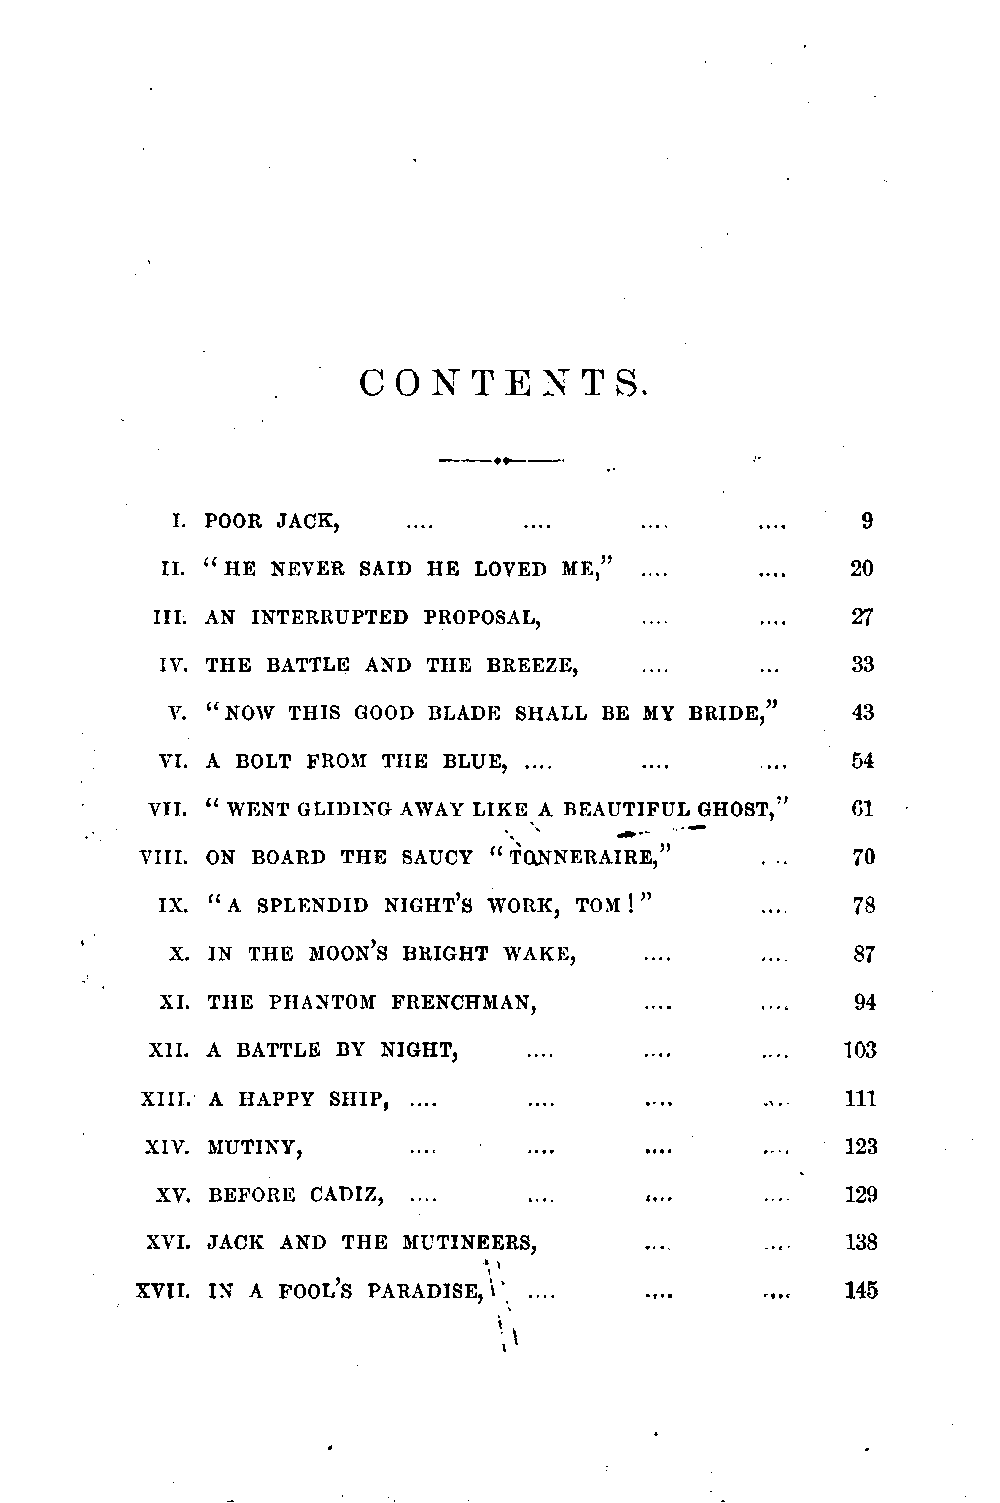 CONTENTS.
I. POOR JACK, .... .... .... .... 9
II. "HE NEVER SAID HE LOVED ME," .... .... 20
III. AN INTERRUPTED PROPOSAL, .... .... 27
IV. THE BATTLE AND THE BREEZE, .... ... 33
V. "NOW THIS GOOD BLADE SHALL BE MY BRIDE," 43
VI. A BOLT FROM THE BLUE, .... .... .... 54
VII. "WENT GLIDING AWAY LIKE A BEAUTIFUL GHOST," 61
VIII. ON BOARD THE SAUCY "TONNERAIRE," ... 70
IX. "A SPLENDID NIGHT'S WORK, TOM!" .... 78
X. IN THE MOON'S BRIGHT WAKE, .... .... 87
XI. THE PHANTOM FRENCHMAN, .... .... 94
XII. A BATTLE BY NIGHT, .... .... .... 103
XIII. A HAPPY SHIP, .... .... .... .... 111
XIV. MUTINY, .... .... .... .... 123
XV. BEFORE CADIZ, .... .... .... .... 129
XVI. JACK AND THE MUTINEERS, .... .... 138
XVII. IN A FOOL'S PARADISE, .... .... .... 145